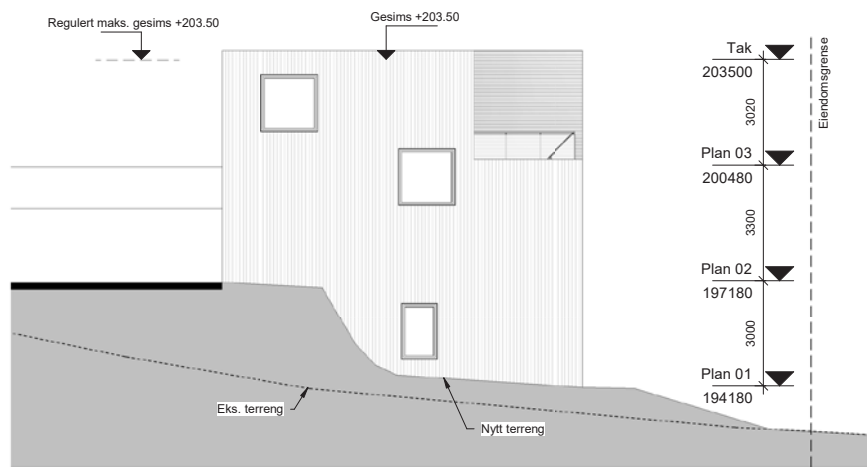 Regulert maks. gesims +203.50
Gesims +203.50
Tak
203500
3020
Eiendomsgrense
Plan 03
200480
3300
Plan 02
197180
3000
Plan 01
194180
Eks. terreng
Nytt terreng